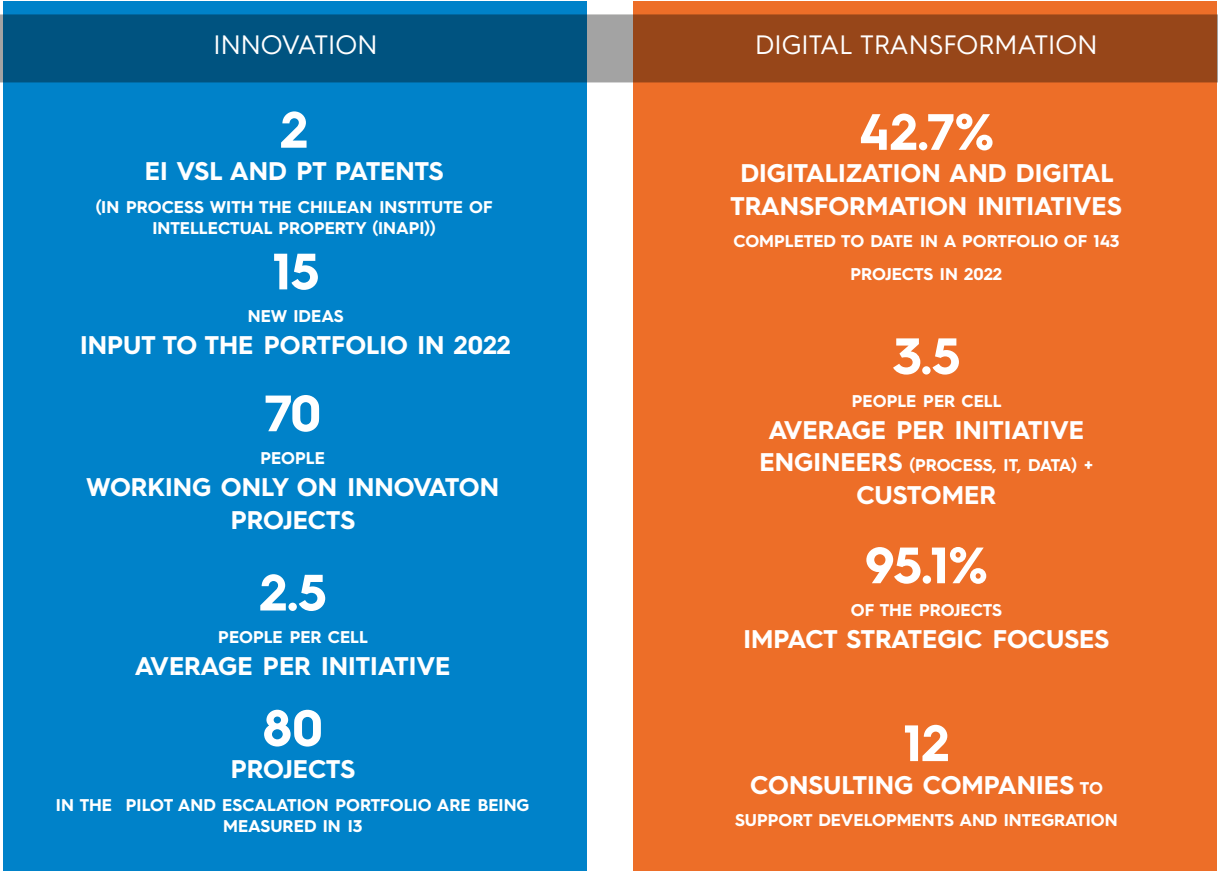 INNOVATION
2
EI VSL AND PT PATENTS
(IN PROCESS WITH THE CHILEAN INSTITUTE OF
INTELLECTUAL PROPERTY (INAPI))
15
NEW IDEAS
INPUT TO THE PORTFOLIO IN 2022
70
PEOPLE
WORKING ONLY ON INNOVATON
PROJECTS
2.5
PEOPLE PER CELL
AVERAGE PER INITIATIVE
80
PROJECTS
IN THE PILOT AND ESCALATION PORTFOLIO ARE BEING
MEASURED IN I3
DIGITAL TRANSFORMATION
42.7%
DIGITALIZATION AND DIGITAL
TRANSFORMATION INITIATIVES
COMPLETED TO DATE IN A PORTFOLIO OF 143
PROJECTS IN 2022
3.5
PEOPLE PER CELL
AVERAGE PER INITIATIVE
ENGINEERS (PROCESS, IT, DATA) +
CUSTOMER
95.1%
OF THE PROJECTS
IMPACT STRATEGIC FOCUSES
12
CONSULTING COMPANIES TO
SUPPORT DEVELOPMENTS AND INTEGRATION